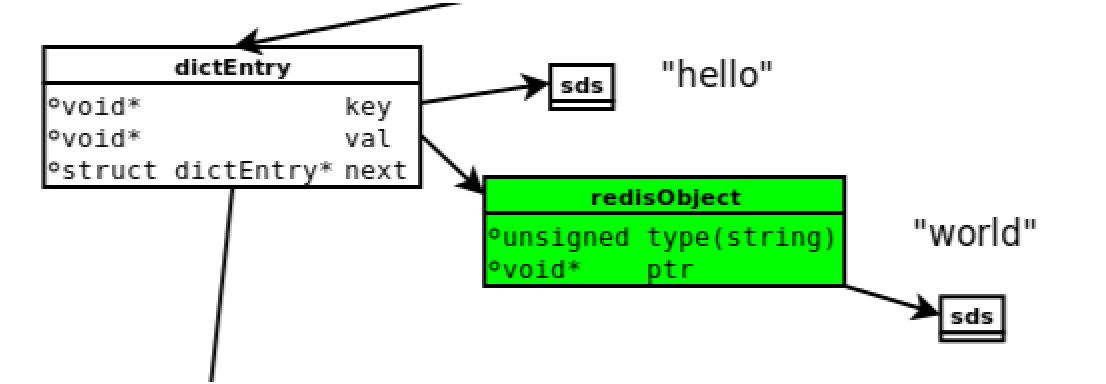 dictEntry
void* key
void* val
struct dictEntry* next
sds
"hello"
redisObject
unsigned type(string)
void* ptr
"world"
sds